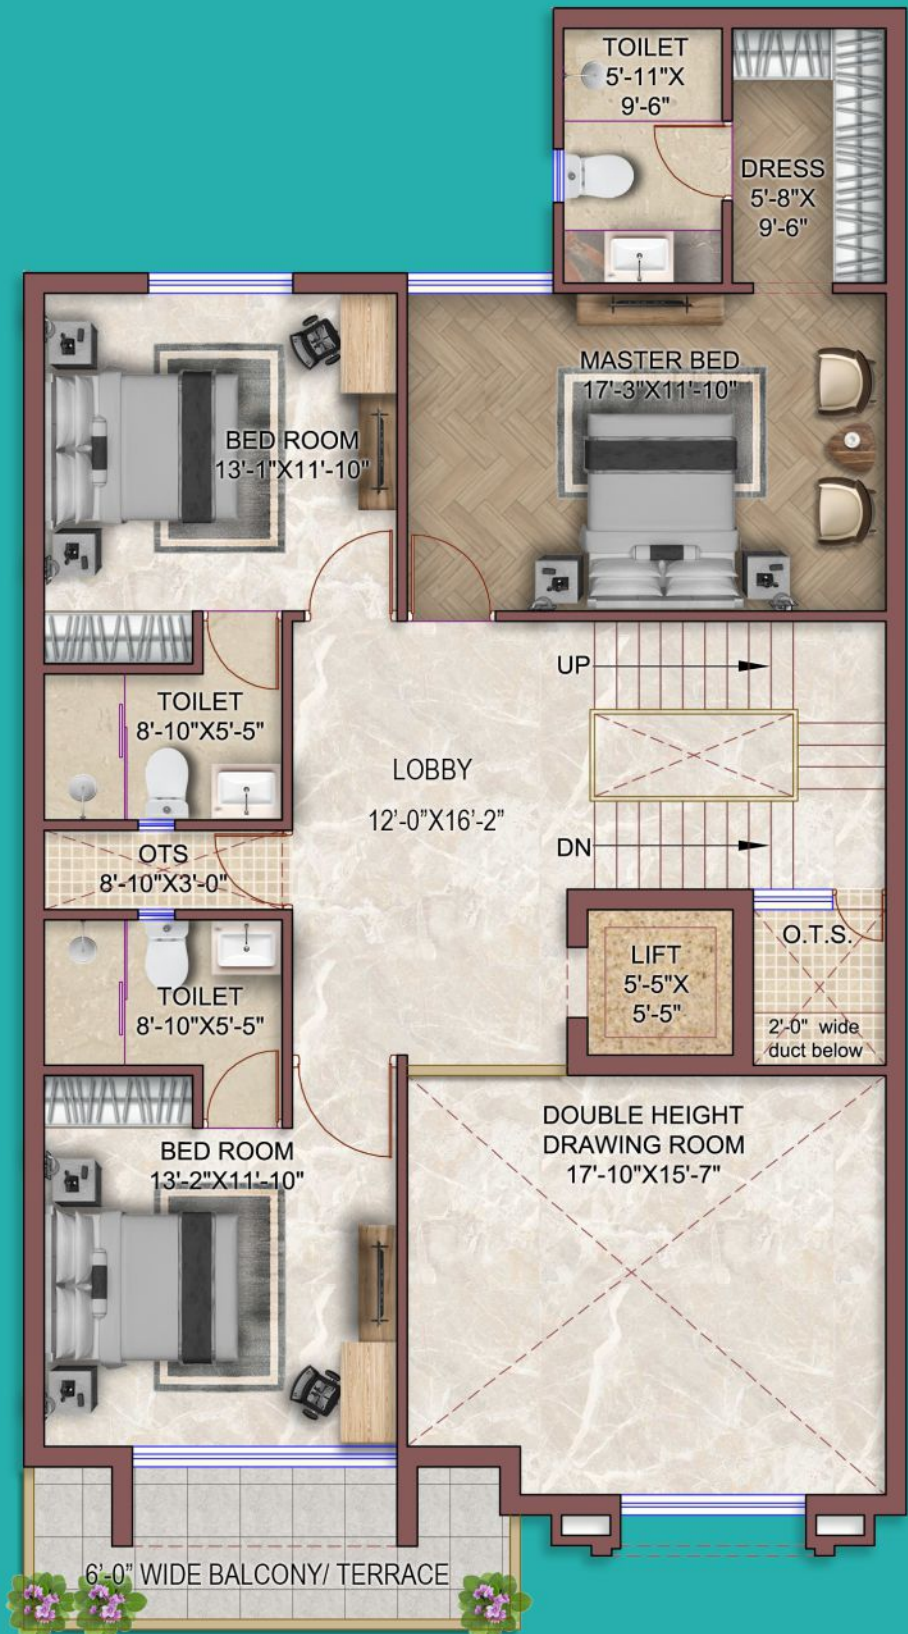 TOILET
5'-11"X
9'-6"
DRESS
5'-8"X
9'-6"
MASTER BED
17'-3"X11'-10"
BED ROOM
13'-1"X11'-10"
UP
TOILET
8'-10"X5'-5"
LOBBY
12'-0"X16'-2"
DN
OTS
8'-10"X3'-0"
O.T.S.
LIFT
5'-5"X
5'-5"
2'-0" wide
duct below
TOILET
8'-10"X5'-5"
DOUBLE HEIGHT
DRAWING ROOM
17'-10"X15'-7"
BED ROOM
13'-2"X11'-10"
6'-0" WIDE BALCONY/ TERRACE